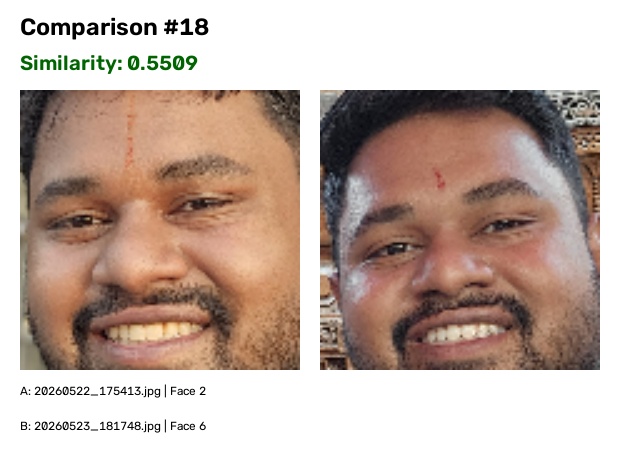 Comparison #18
Similarity: 0.5509
A: 20260522_175413.jpg | Face 2
B: 20260523_181748.jpg | Face 6